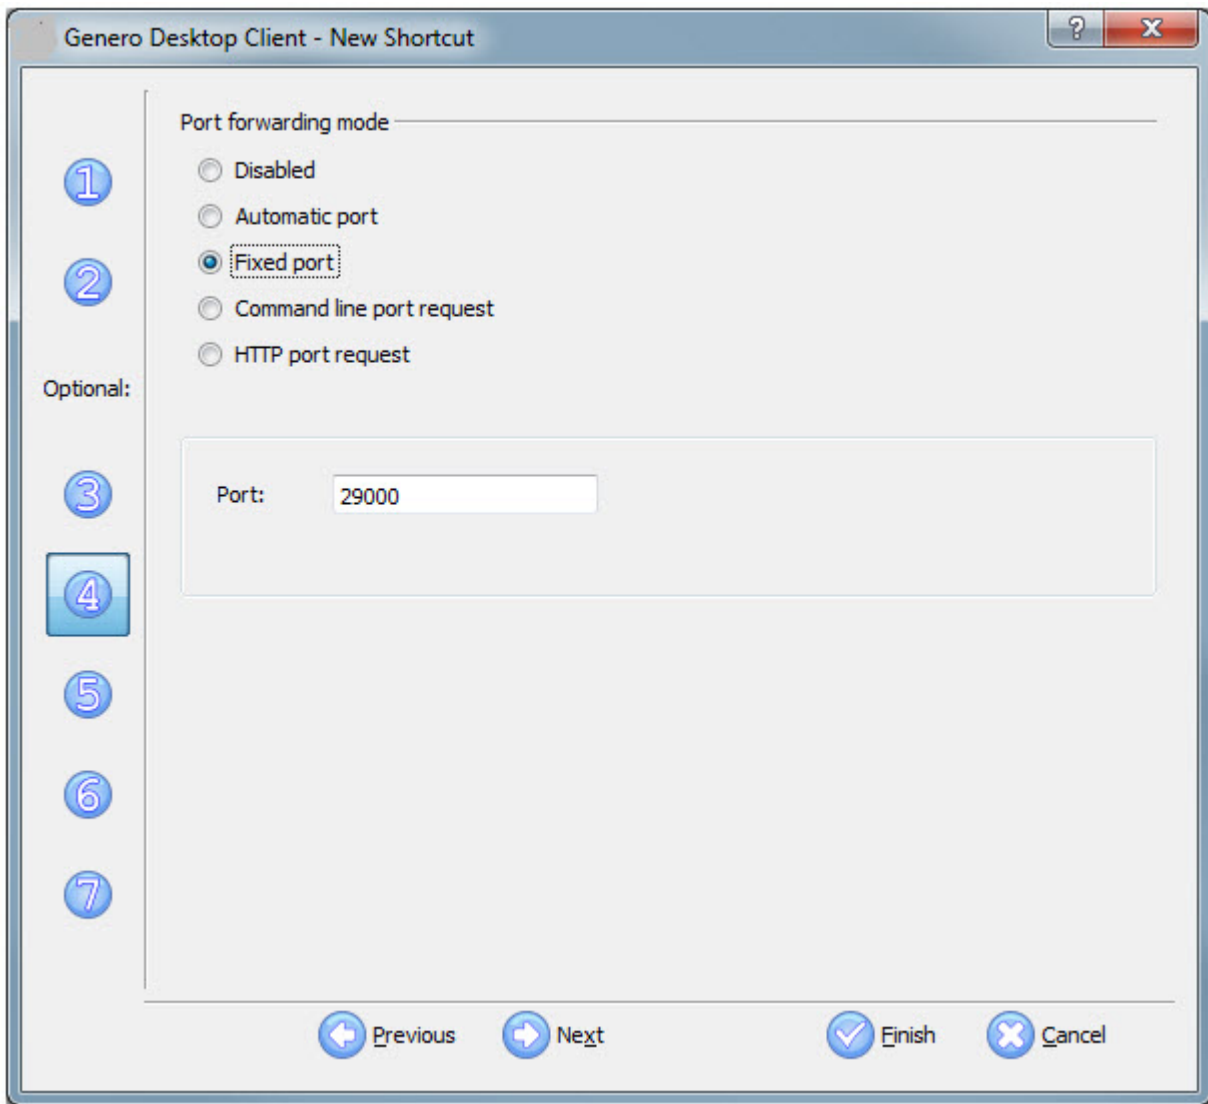 Genero Desktop Client - New Shortcut
?
Port forwarding mode
1
Disabled
Automatic port
2
Fixed port
Command line port request
HTTP port request
Optional:
3
Port: 29000
4
5
6
7
Previous Next Finish Cancel